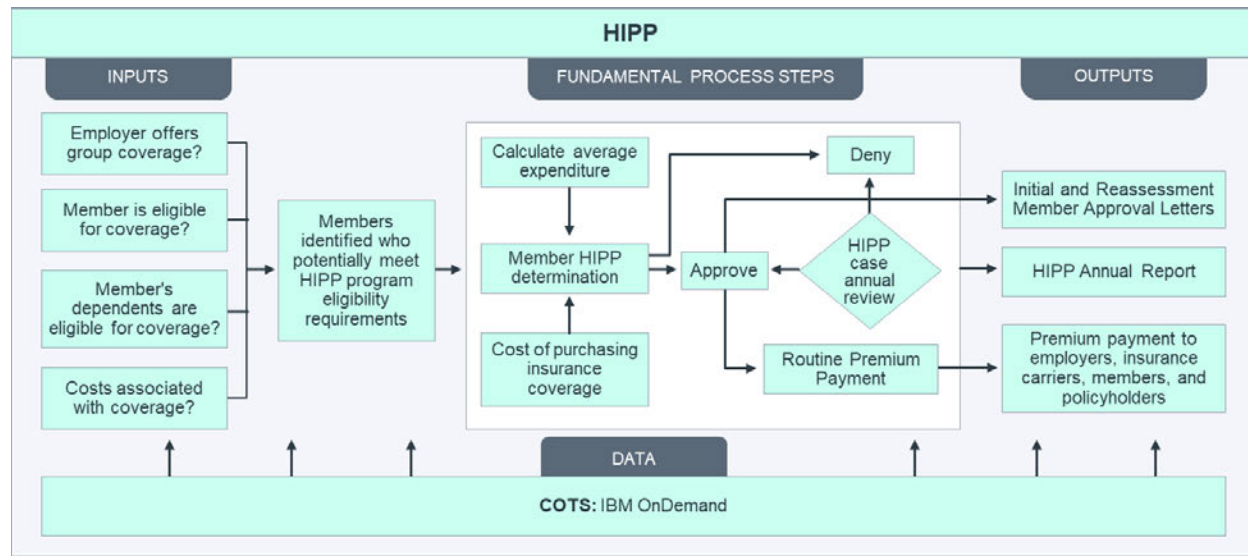 HIPP
INPUTS
FUNDAMENTAL PROCESS STEPS
OUTPUTS
Employer offers
group coverage?
Member is eligible
for coverage?
Member's
dependents are
eligible for coverage?
Costs associated
with coverage?
Members
identified who
potentially meet
HIPP program
eligibility
requirements
Calculate average
expenditure
Member HIPP
determination
Cost of purchasing
insurance
coverage
Deny
Approve
HIPP
case
annual
review
Routine Premium
Payment
Initial and Reassessment
Member Approval Letters
HIPP Annual Report
Premium payment to
employers, insurance
carriers, members, and
policyholders
DATA
COTS: IBM OnDemand